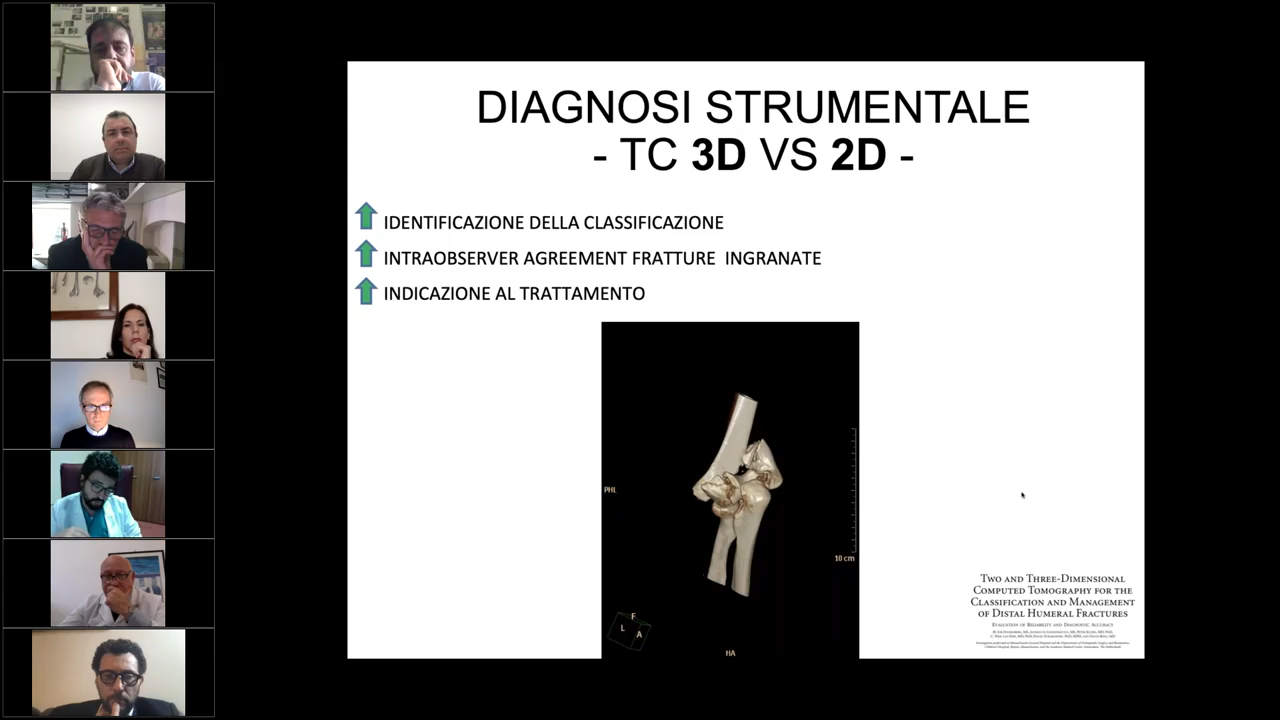 DIAGNOSI STRUMENTALE
- TC 3D VS 2D -
IDENTIFICAZIONE DELLA CLASSIFICAZIONE
INTRAOBSERVER AGREEMENT FRATTURE INGRANATE
INDICAZIONE AL TRATTAMENTO
PHL
10 cm
F
L A
HA
TWO AND THREE-DIMENSIONAL
COMPUTED TOMOGRAPHY FOR THE
CLASSIFICATION AND MANAGEMENT
OF DISTAL HUMERAL FRACTURES
EVALUATION OF RELIABILITY AND DIAGNOSTIC ACCURACY